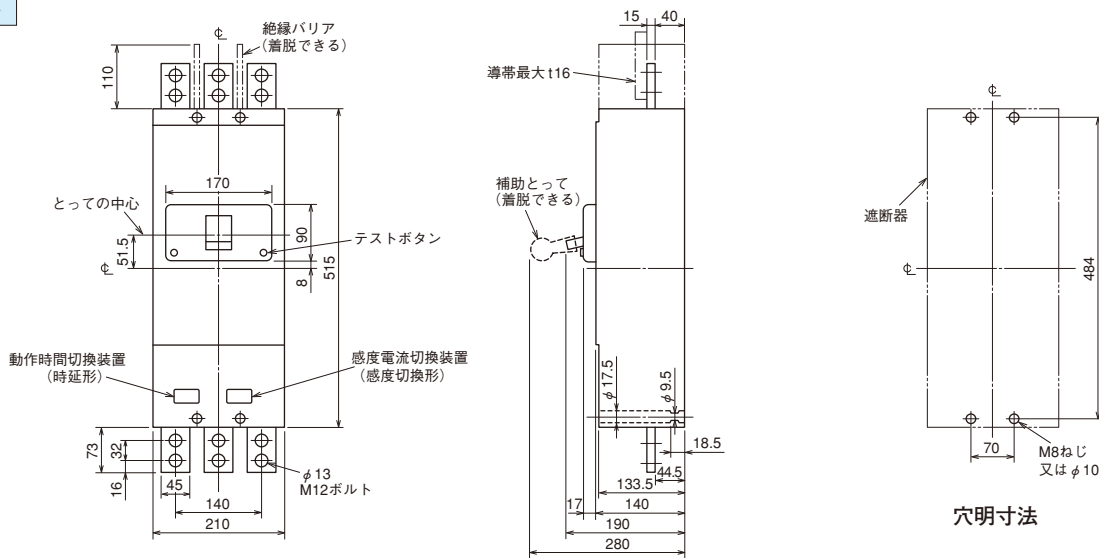 ℄
絶縁バリア
(着脱できる)
110
170
とっての中心
51.5
℄
90
8
テストボタン
515
動作時間切換装置
(時延形)
感度電流切換装置
(感度切換形)
73
32
16
45
140
210
φ13
M12ボルト
15
40
導帯最大t16
補助とって
(着脱できる)
φ17.5
φ9.5
18.5
44.5
133.5
17
140
190
280
℄
遮断器
℄
484
70
M8ねじ
又はφ10
穴明寸法